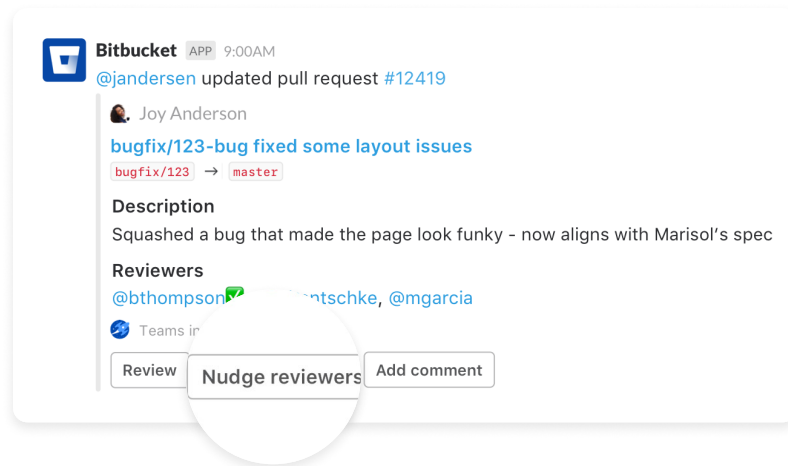 Bitbucket APP 9:00AM
@jandersen updated pull request #12419
Joy Anderson
bugfix/123-bug fixed some layout issues
bugfix/123 → master
Description
Squashed a bug that made the page look funky - now aligns with Marisol's spec
Reviewers
@bthompson✅ntschke, @mgarcia
Teams in
Review Nudge reviewers Add comment